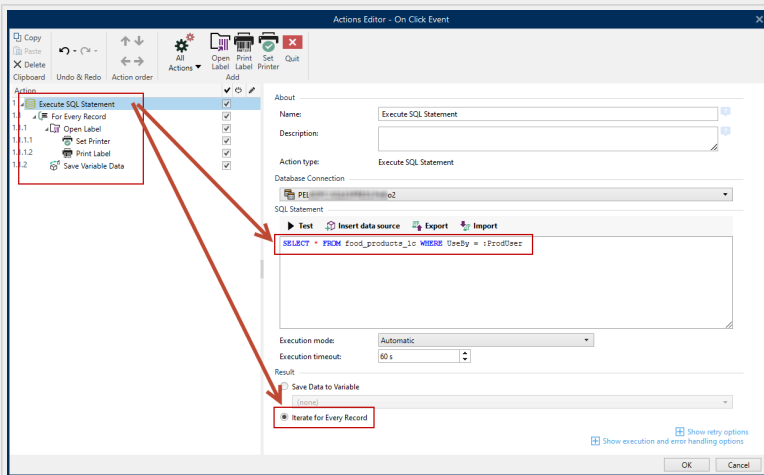 Actions Editor - On Click Event
Copy
Paste
Delete
Clipboard
Undo & Redo
Action order
All Actions
Open Label
Print Label
Set Printer
Quit
Add
Action
1 Execute SQL Statement
For Every Record
1.1.1 Open Label
1.1.1.1 Set Printer
1.1.1.2 Print Label
1.1.2 Save Variable Data
About
Name: Execute SQL Statement
Description:
Action type: Execute SQL Statement
Database Connection
PEL o2
SQL Statement
Test Insert data source Export Import
SELECT * FROM food_products_1c WHERE UseBy = :ProdUser
Execution mode: Automatic
Execution timeout: 60 s
Result
Save Data to Variable
(none)
Iterate for Every Record
Show retry options
Show execution and error handling options
OK Cancel